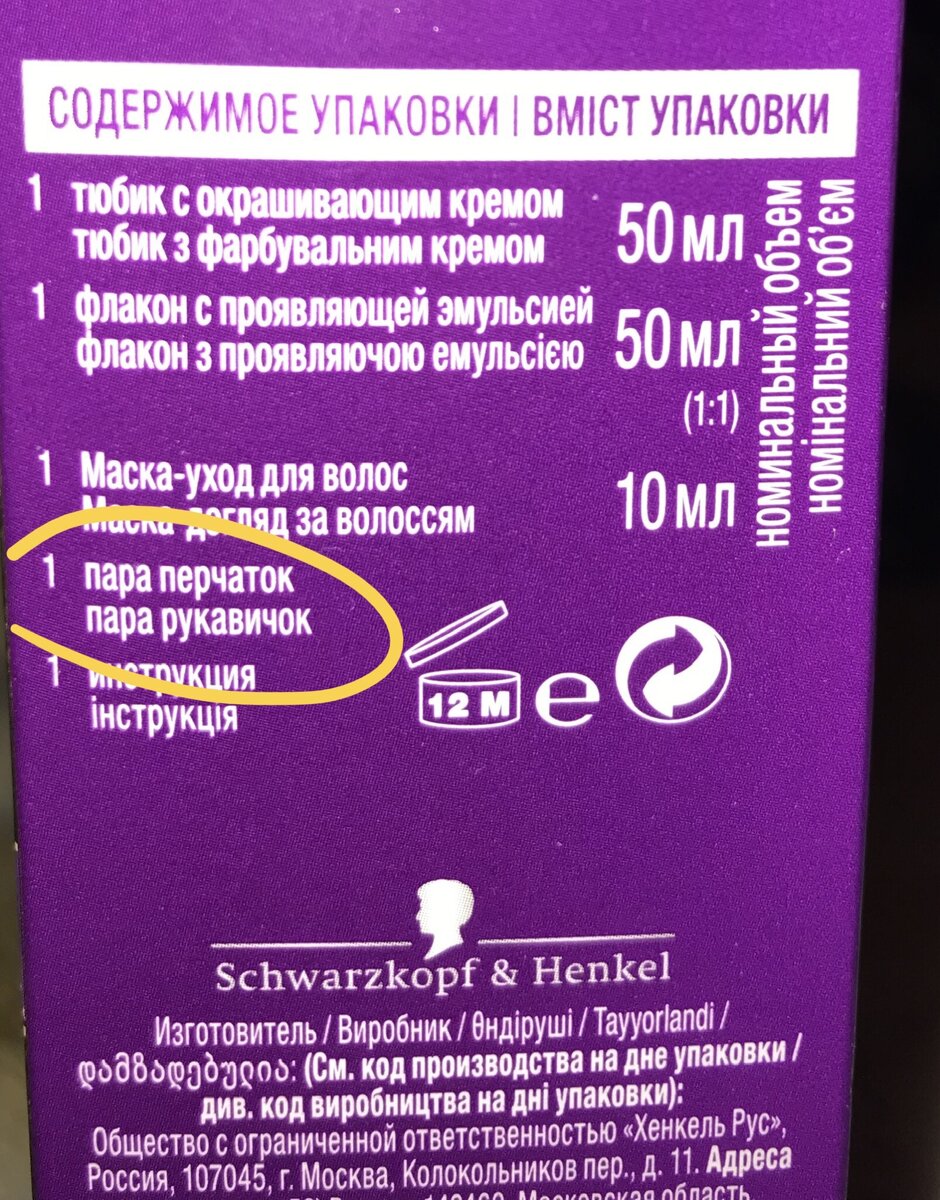 СОДЕРЖИМОЕ УПАКОВКИ | ВМІСТ УПАКОВКИ
1 тюбик с окрашивающим кремом
тюбик з фарбувальним кремом
50 мл
1 флакон с проявляющей эмульсией
флакон з проявляючою емульсією
50 мл
(1:1)
1 Маска-уход для волос
Маска-догляд за волоссям
10 мл
номинальный объем
номінальний об'єм
1 пара перчаток
пара рукавичок
1 инструкция
інструкція
12 M e
Schwarzkopf & Henkel
Изготовитель / Виробник / Өндіруші / Tayyorlandi /
დამზადებულია: (См. код производства на дне упаковки /
див. код виробництва на дні упаковки):
Общество с ограниченной ответственностью «Хенкель Рус»,
Россия, 107045, г. Москва, Колокольников пер., д. 11. Адреса
Московская область